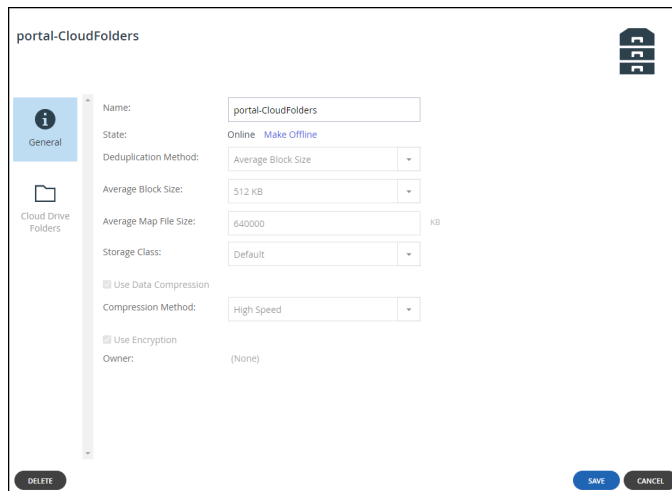 portal-CloudFolders
General
Cloud Drive
Folders
Name: portal-CloudFolders
State: Online Make Offline
Deduplication Method: Average Block Size
Average Block Size: 512 KB
Average Map File Size: 640000 KB
Storage Class: Default
Use Data Compression
Compression Method: High Speed
Use Encryption
Owner: (None)
DELETE SAVE CANCEL